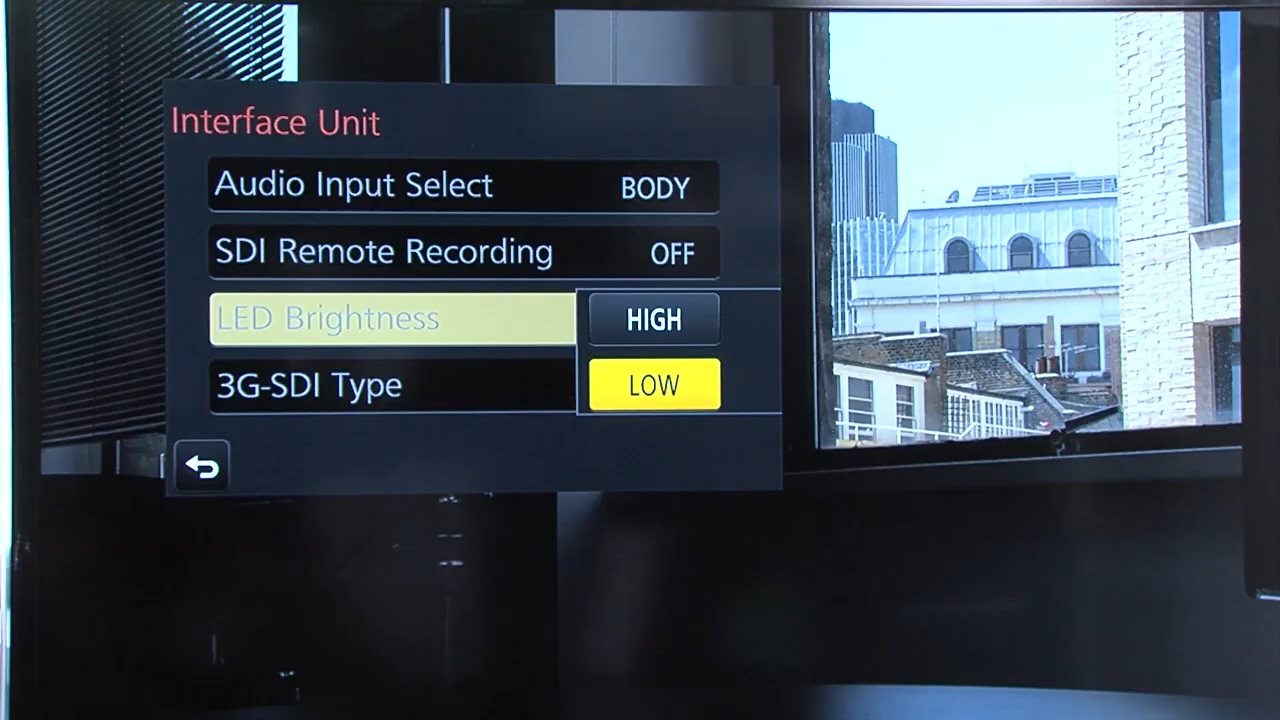 Interface Unit
Audio Input Select BODY
SDI Remote Recording OFF
LED Brightness HIGH
3G-SDI Type LOW